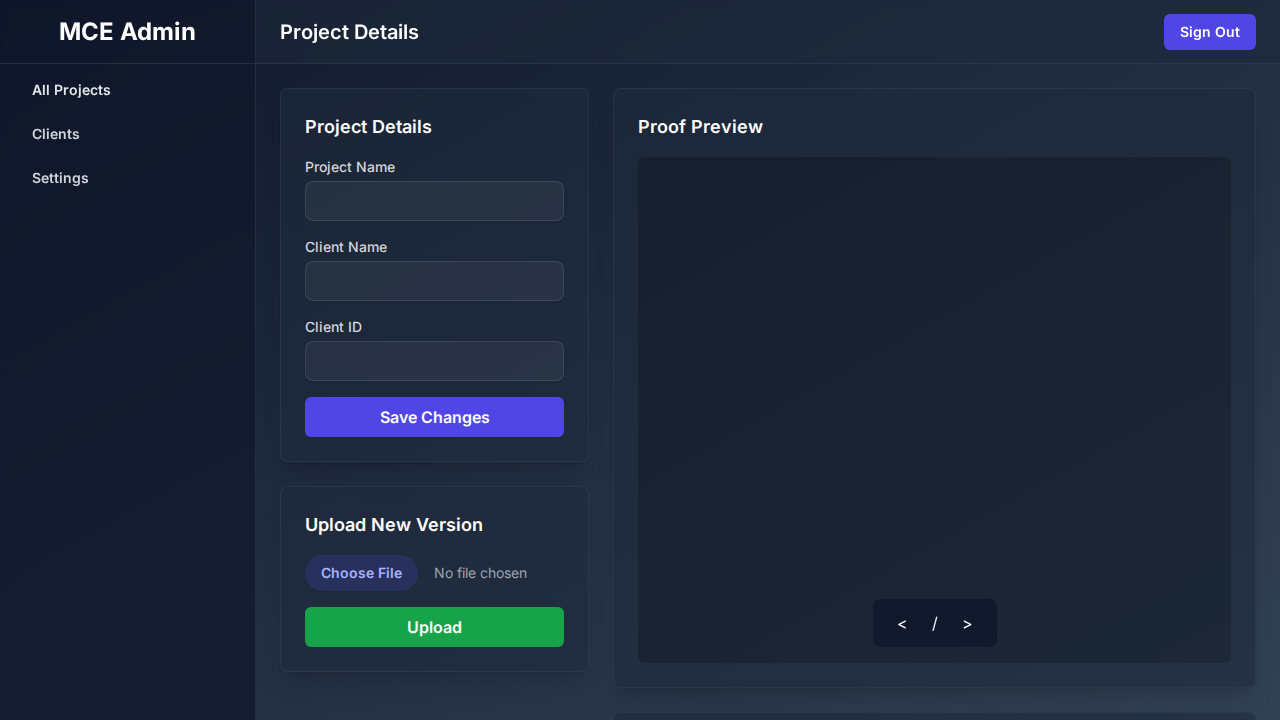 MCE Admin
All Projects
Clients
Settings
Project Details
Sign Out
Project Details
Project Name
Client Name
Client ID
Save Changes
Upload New Version
Choose File No file chosen
Upload
Proof Preview
< / >